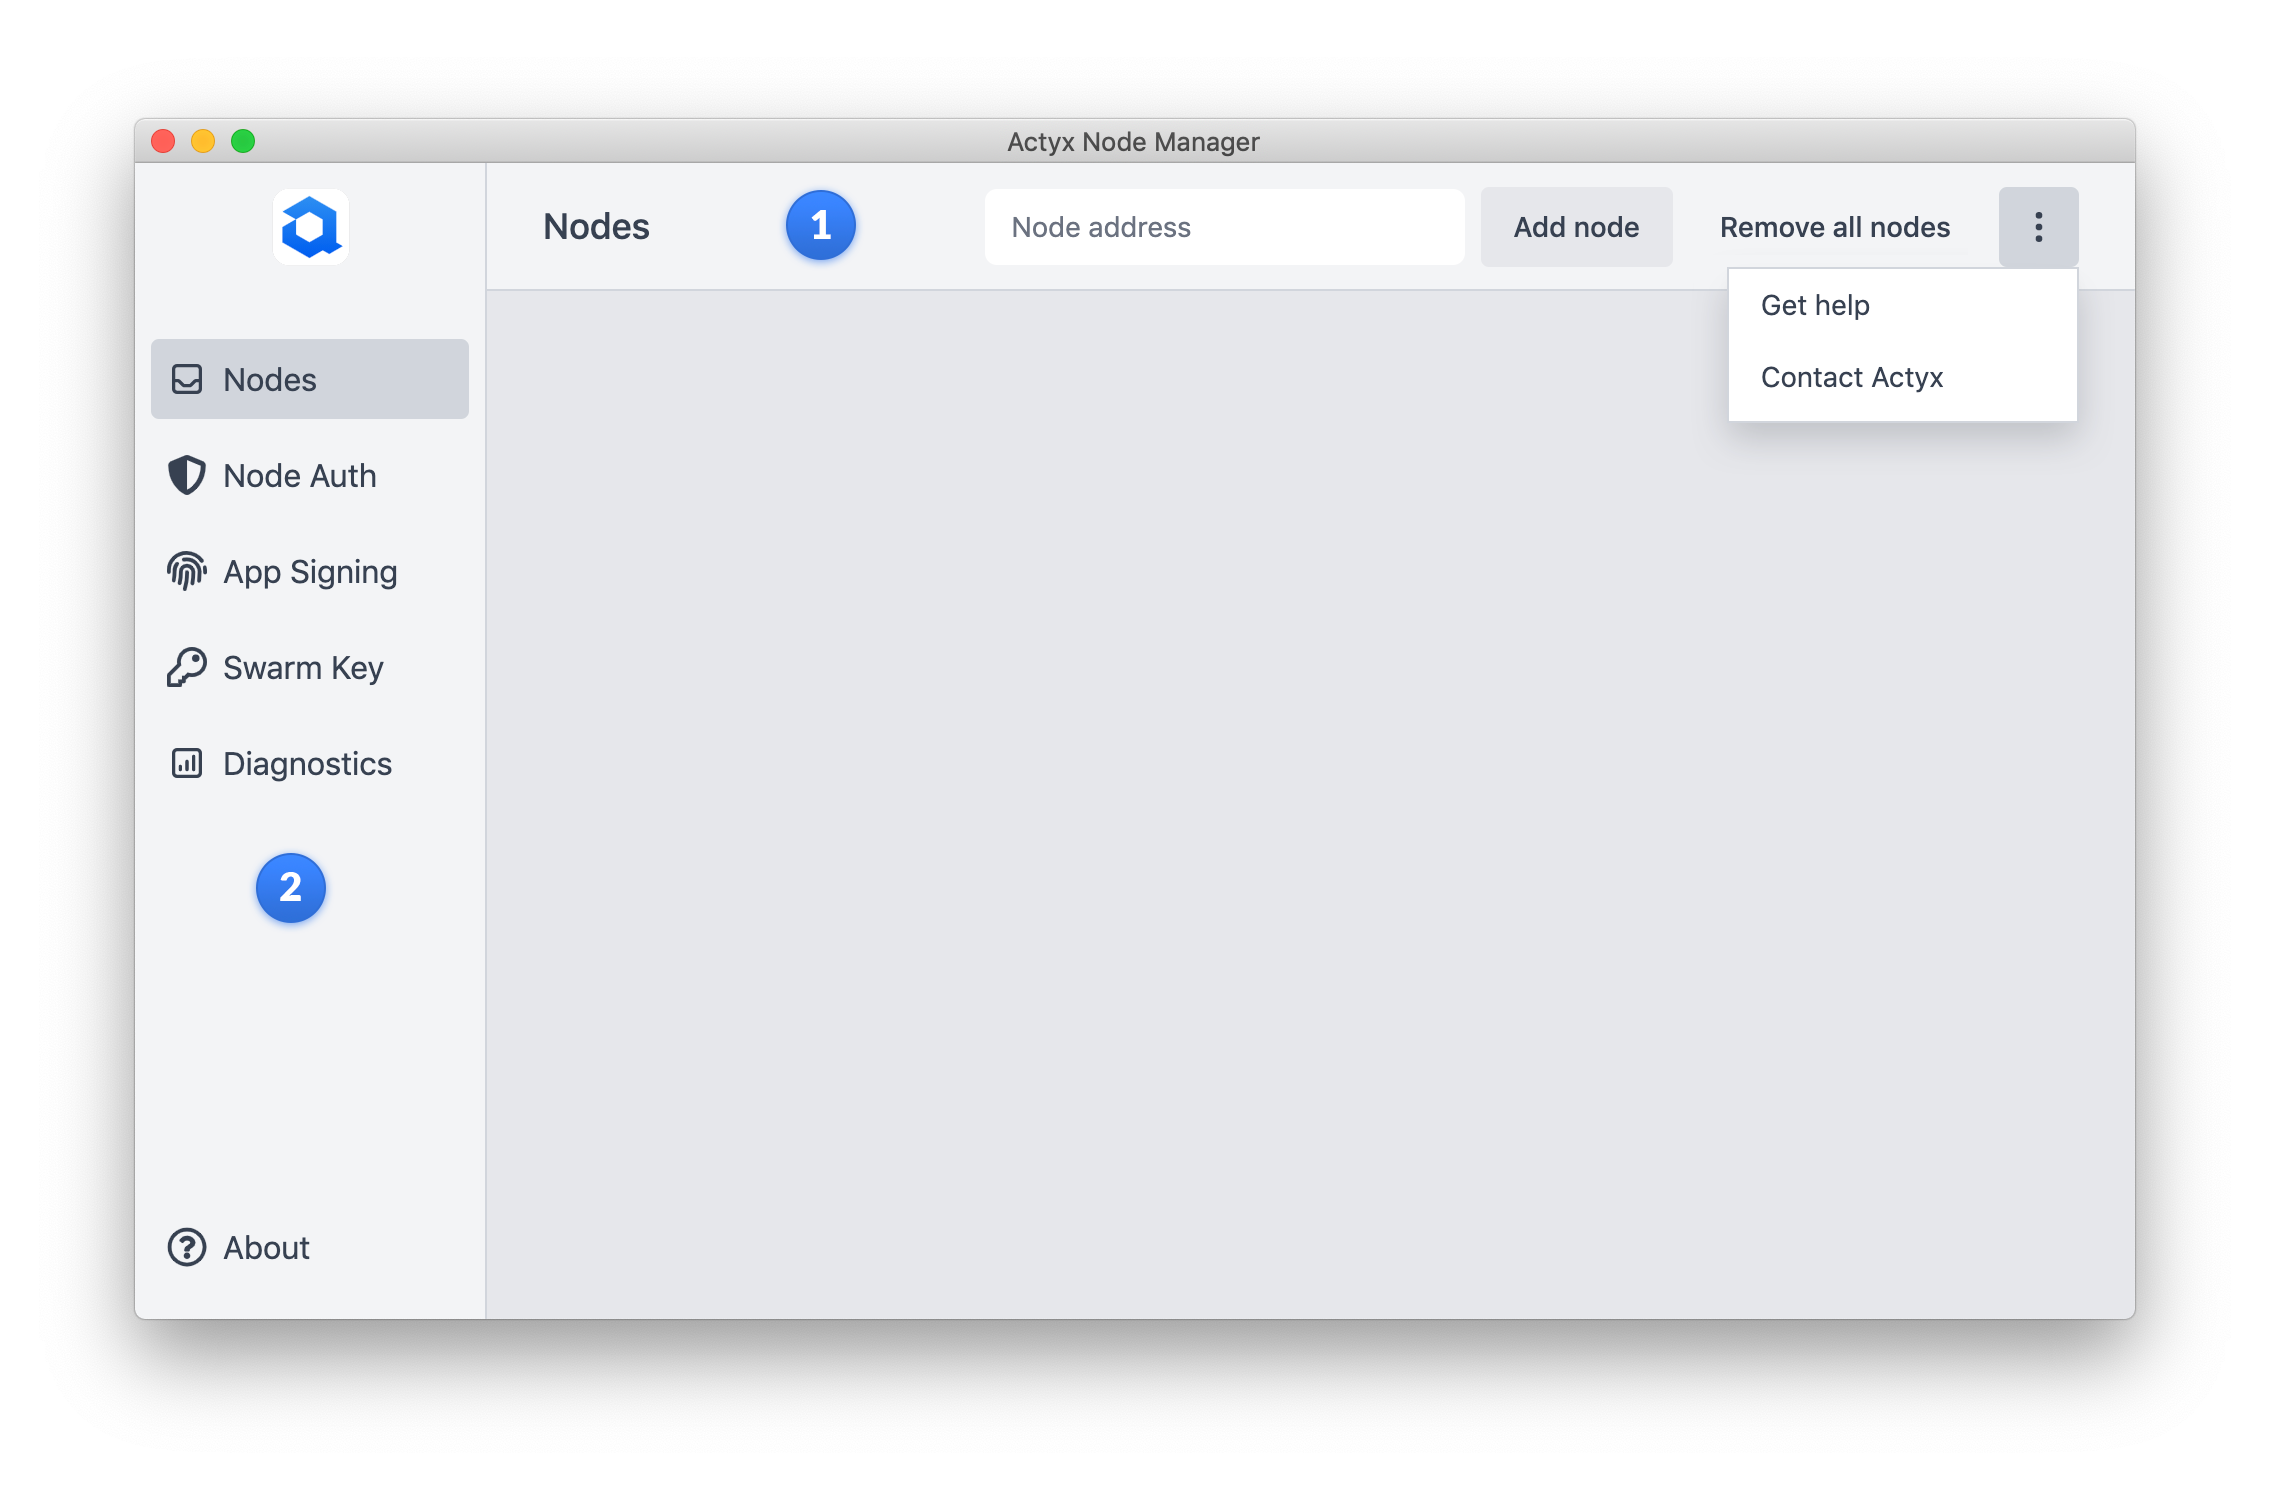 Actyx Node Manager
Nodes
1
Node address
Add node
Remove all nodes
Get help
Contact Actyx
Nodes
Node Auth
App Signing
Swarm Key
Diagnostics
2
About